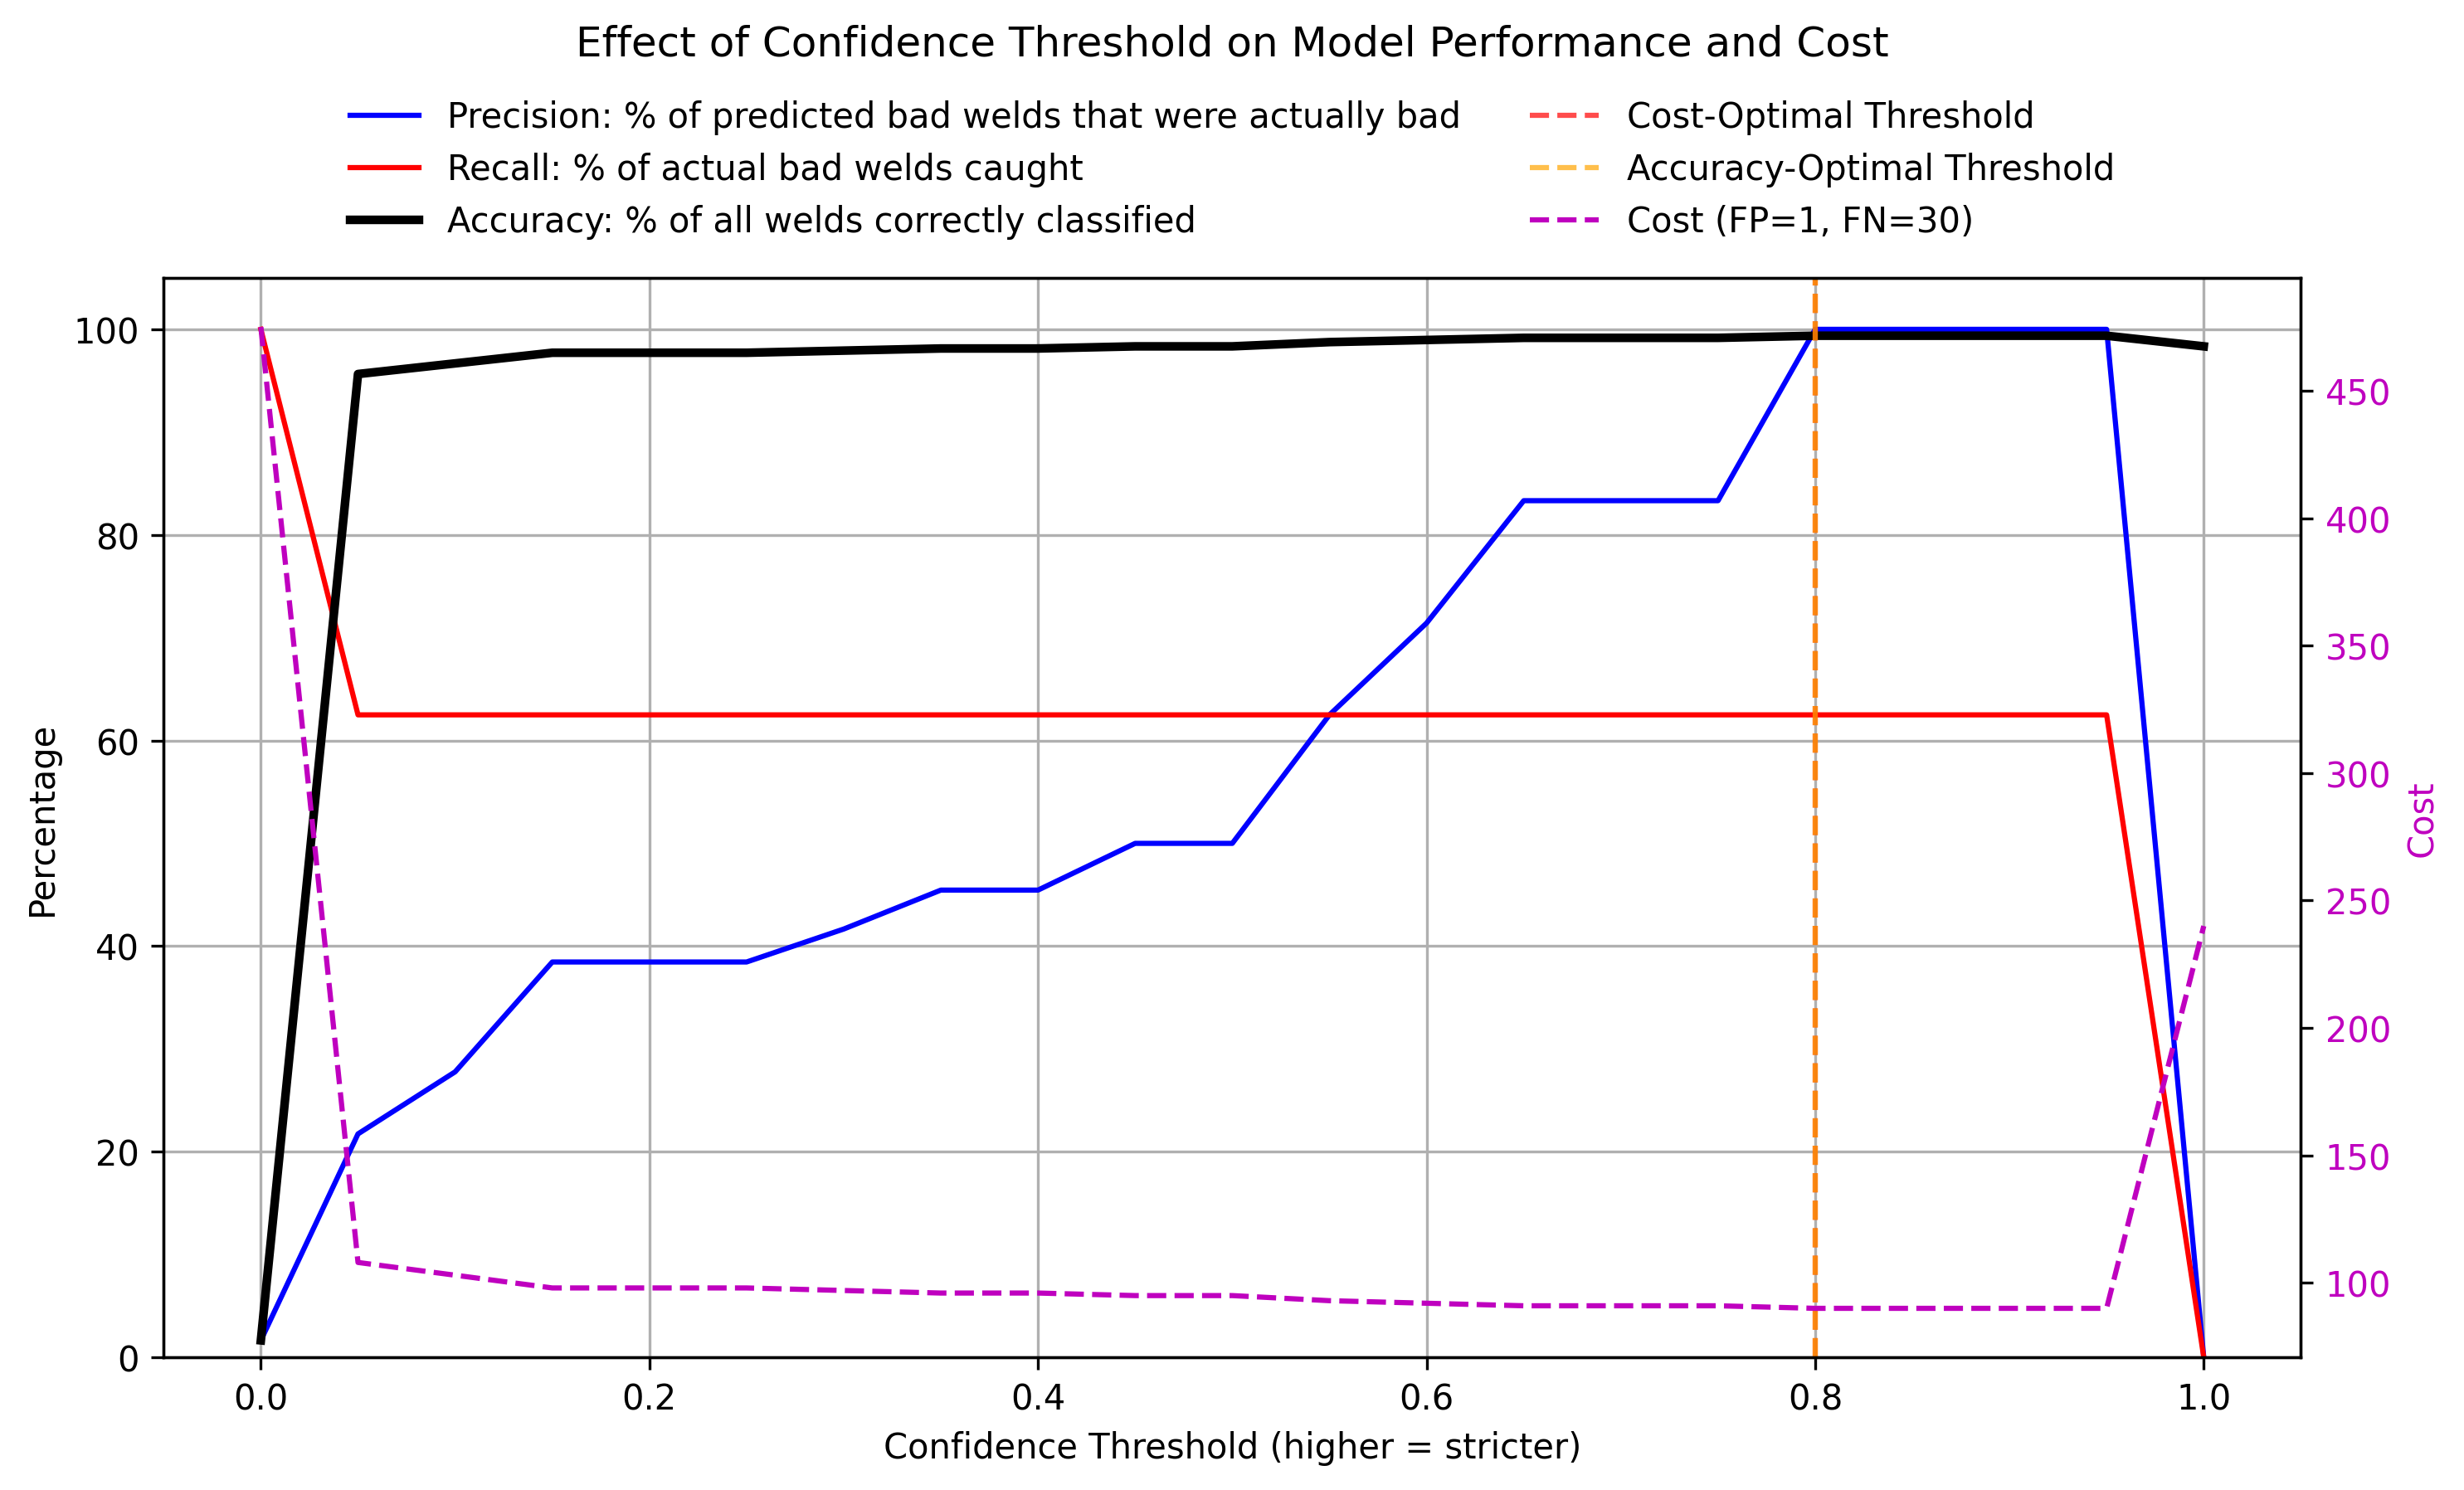 Effect of Confidence Threshold on Model Performance and Cost
Precision: % of predicted bad welds that were actually bad
Recall: % of actual bad welds caught
Accuracy: % of all welds correctly classified
Cost-Optimal Threshold
Accuracy-Optimal Threshold
Cost (FP=1, FN=30)
Percentage
100
80
60
40
20
0
450
400
350
300
250
200
150
100
Cost
0.0
0.2
0.4
0.6
0.8
1.0
Confidence Threshold (higher = stricter)